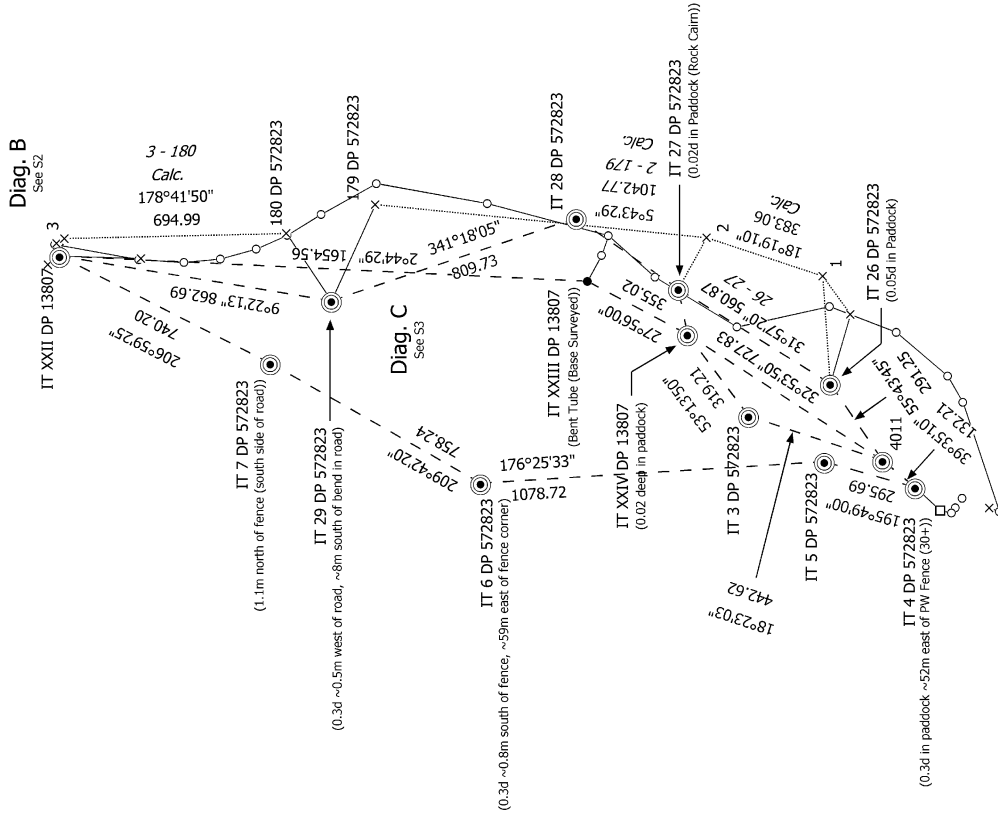 Diag. B
See S2
3 - 180
Calc.
178°41'50"
694.99
3
IT XXII DP 13807
180 DP 572823
179 DP 572823
IT 28 DP 572823
2 - 179
Calc.
1042.77
5°43'29"
IT 27 DP 572823
(0.02d in Paddock (Rock Cairn))
1654.56
2°44'29"
341°18'05"
809.73
9°22'13" 862.69
740.20
206°59'25"
Diag. C
See S3
2
383.06
Calc.
18°19'10"
1
IT 26 DP 572823
(0.05d in Paddock)
26 - 27
31°57'20" 560.87
355.02
27°56'00"
32°53'50" 727.83
IT XXIII DP 13807
(Bent Tube (Base Surveyed))
IT 7 DP 572823
(1.1m north of fence (south side of road))
IT 29 DP 572823
(0.3d ~0.5m west of road, ~8m south of bend in road)
758.24
209°42'20"
176°25'33"
1078.72
IT 6 DP 572823
(0.3d ~0.8m south of fence, ~59m east of fence corner)
IT XXIV DP 13807
(0.02 deep in paddock)
319.21
53°13'50"
IT 3 DP 572823
442.62
18°23'03"
IT 5 DP 572823
4011
291.25
55°43'45"
132.21
39°35'10"
295.69
195°49'00"
IT 4 DP 572823
(0.3d in paddock ~52m east of PW Fence (30+))